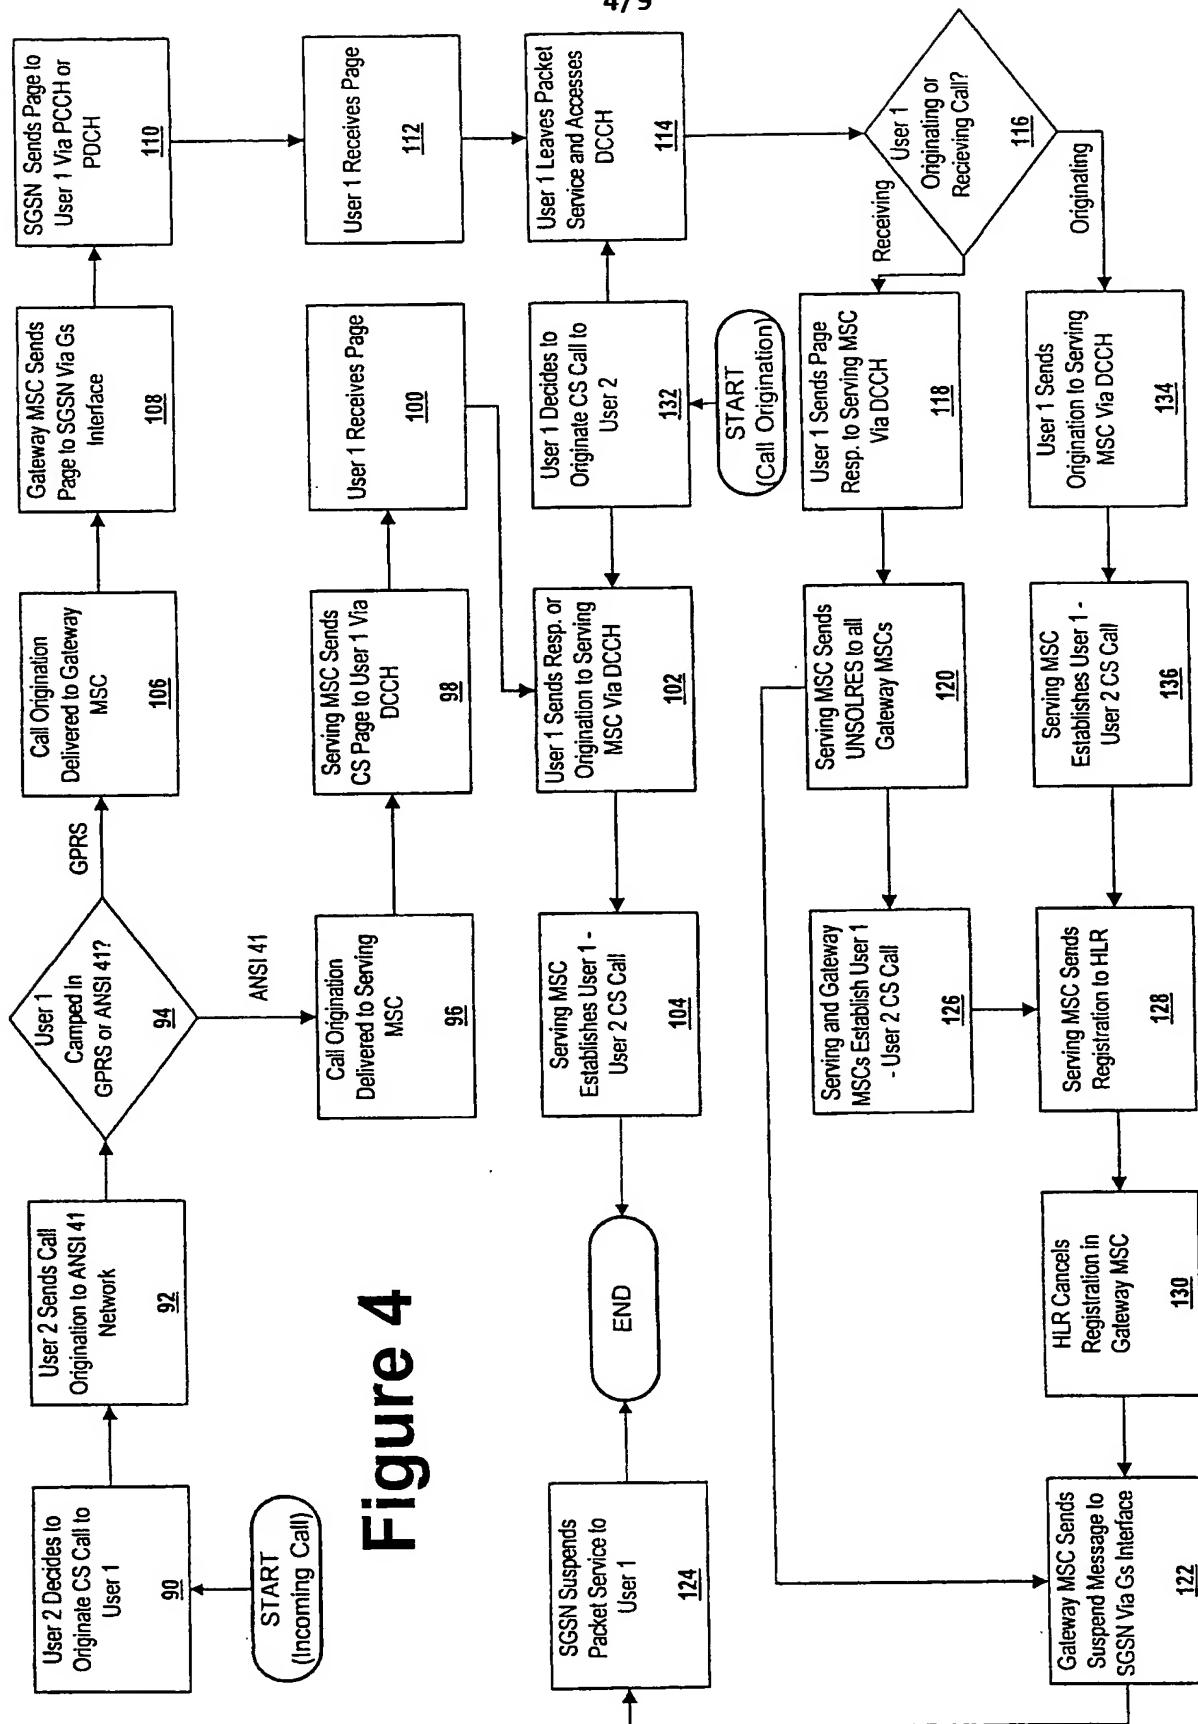 4/9
START
(Incoming Call)
User 2 Decides to
Originate CS Call to
User 1
90
User 2 Sends Call
Origination to ANSI 41
Network
92
User 1
Camped In
GPRS or ANSI 41?
94
GPRS
ANSI 41
Call Origination
Delivered to Gateway
MSC
106
Gateway MSC Sends
Page to SGSN Via Gs
Interface
108
SGSN Sends Page to
User 1 Via PCCH or
PDCH
110
Call Origination
Delivered to Serving
MSC
96
Serving MSC Sends
CS Page to User 1 Via
DCCH
98
User 1 Receives Page
100
User 1 Receives Page
112
Figure 4
END
Serving MSC
Establishes User 1 -
User 2 CS Call
104
User 1 Sends Resp. or
Origination to Serving
MSC Via DCCH
102
User 1 Decides to
Originate CS Call to
User 2
132
User 1 Leaves Packet
Service and Accesses
DCCH
114
START
(Call Origination)
SGSN Suspends
Packet Service to
User 1
124
Serving and Gateway
MSCs Establish User 1
- User 2 CS Call
126
Serving MSC Sends
UNSOLRES to all
Gateway MSCs
120
User 1 Sends Page
Resp. to Serving MSC
Via DCCH
118
Receiving
User 1
Originating or
Recieving Call?
116
Originating
Gateway MSC Sends
Suspend Message to
SGSN Via Gs Interface
122
HLR Cancels
Registration in
Gateway MSC
130
Serving MSC Sends
Registration to HLR
128
Serving MSC
Establishes User 1 -
User 2 CS Call
136
User 1 Sends
Origination to Serving
MSC Via DCCH
134